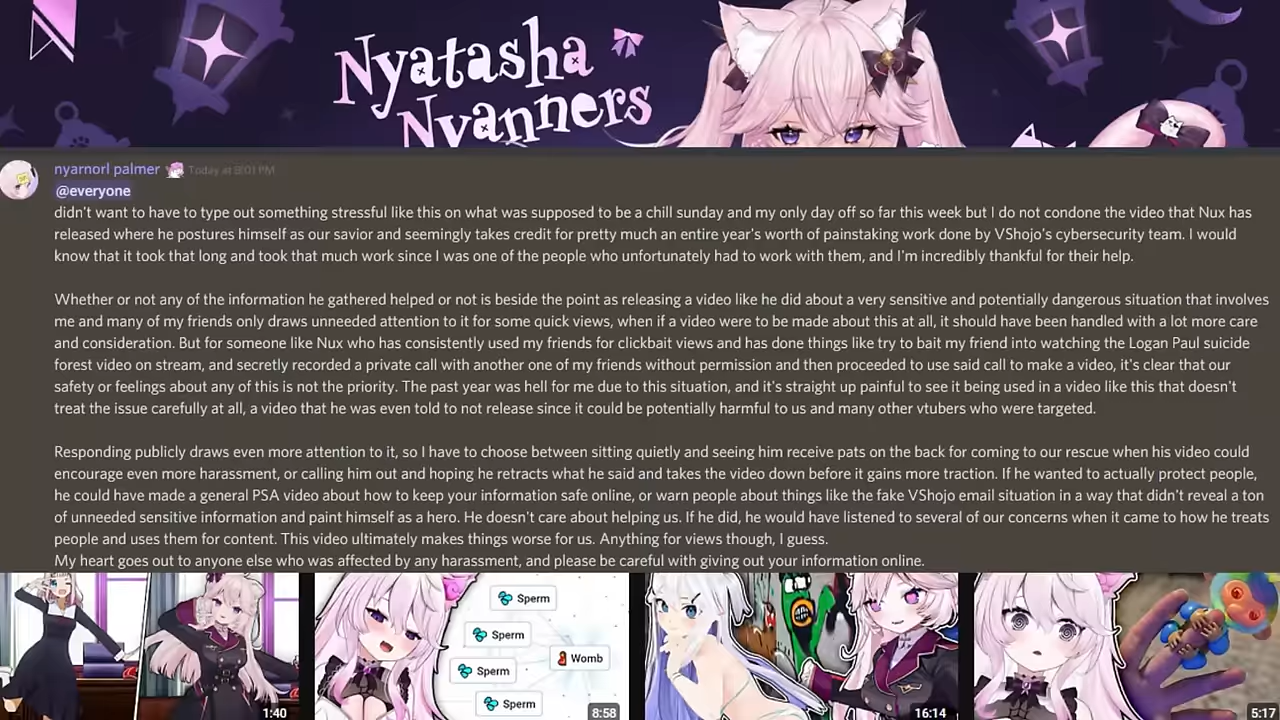 Nyatasha
Nyanners
nyarnorl palmer Today at 9:01 PM
@everyone
didn't want to have to type out something stressful like this on what was supposed to be a chill sunday and my only day off so far this week but I do not condone the video that Nux has
released where he postures himself as our savior and seemingly takes credit for pretty much an entire year's worth of painstaking work done by VShojo's cybersecurity team. I would
know that it took that long and took that much work since I was one of the people who unfortunately had to work with them, and I'm incredibly thankful for their help.
Whether or not any of the information he gathered helped or not is beside the point as releasing a video like he did about a very sensitive and potentially dangerous situation that involves
me and many of my friends only draws unneeded attention to it for some quick views, when if a video were to be made about this at all, it should have been handled with a lot more care
and consideration. But for someone like Nux who has consistently used my friends for clickbait views and has done things like try to bait my friend into watching the Logan Paul suicide
forest video on stream, and secretly recorded a private call with another one of my friends without permission and then proceeded to use said call to make a video, it's clear that our
safety or feelings about any of this is not the priority. The past year was hell for me due to this situation, and it's straight up painful to see it being used in a video like this that doesn't
treat the issue carefully at all, a video that he was even told to not release since it could be potentially harmful to us and many other vtubers who were targeted.
Responding publicly draws even more attention to it, so I have to choose between sitting quietly and seeing him receive pats on the back for coming to our rescue when his video could
encourage even more harassment, or calling him out and hoping he retracts what he said and takes the video down before it gains more traction. If he wanted to actually protect people,
he could have made a general PSA video about how to keep your information safe online, or warn people about things like the fake VShojo email situation in a way that didn't reveal a ton
of unneeded sensitive information and paint himself as a hero. He doesn't care about helping us. If he did, he would have listened to several of our concerns when it came to how he treats
people and uses them for content. This video ultimately makes things worse for us. Anything for views though, I guess.
My heart goes out to anyone else who was affected by any harassment, and please be careful with giving out your information online.
Sperm
Sperm
Womb
Sperm
Sperm
1:40
8:58
16:14
5:17